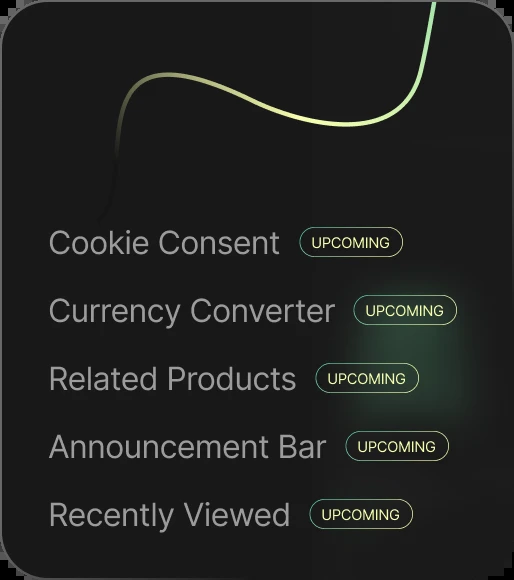 Cookie Consent UPCOMING
Currency Converter UPCOMING
Related Products UPCOMING
Announcement Bar UPCOMING
Recently Viewed UPCOMING